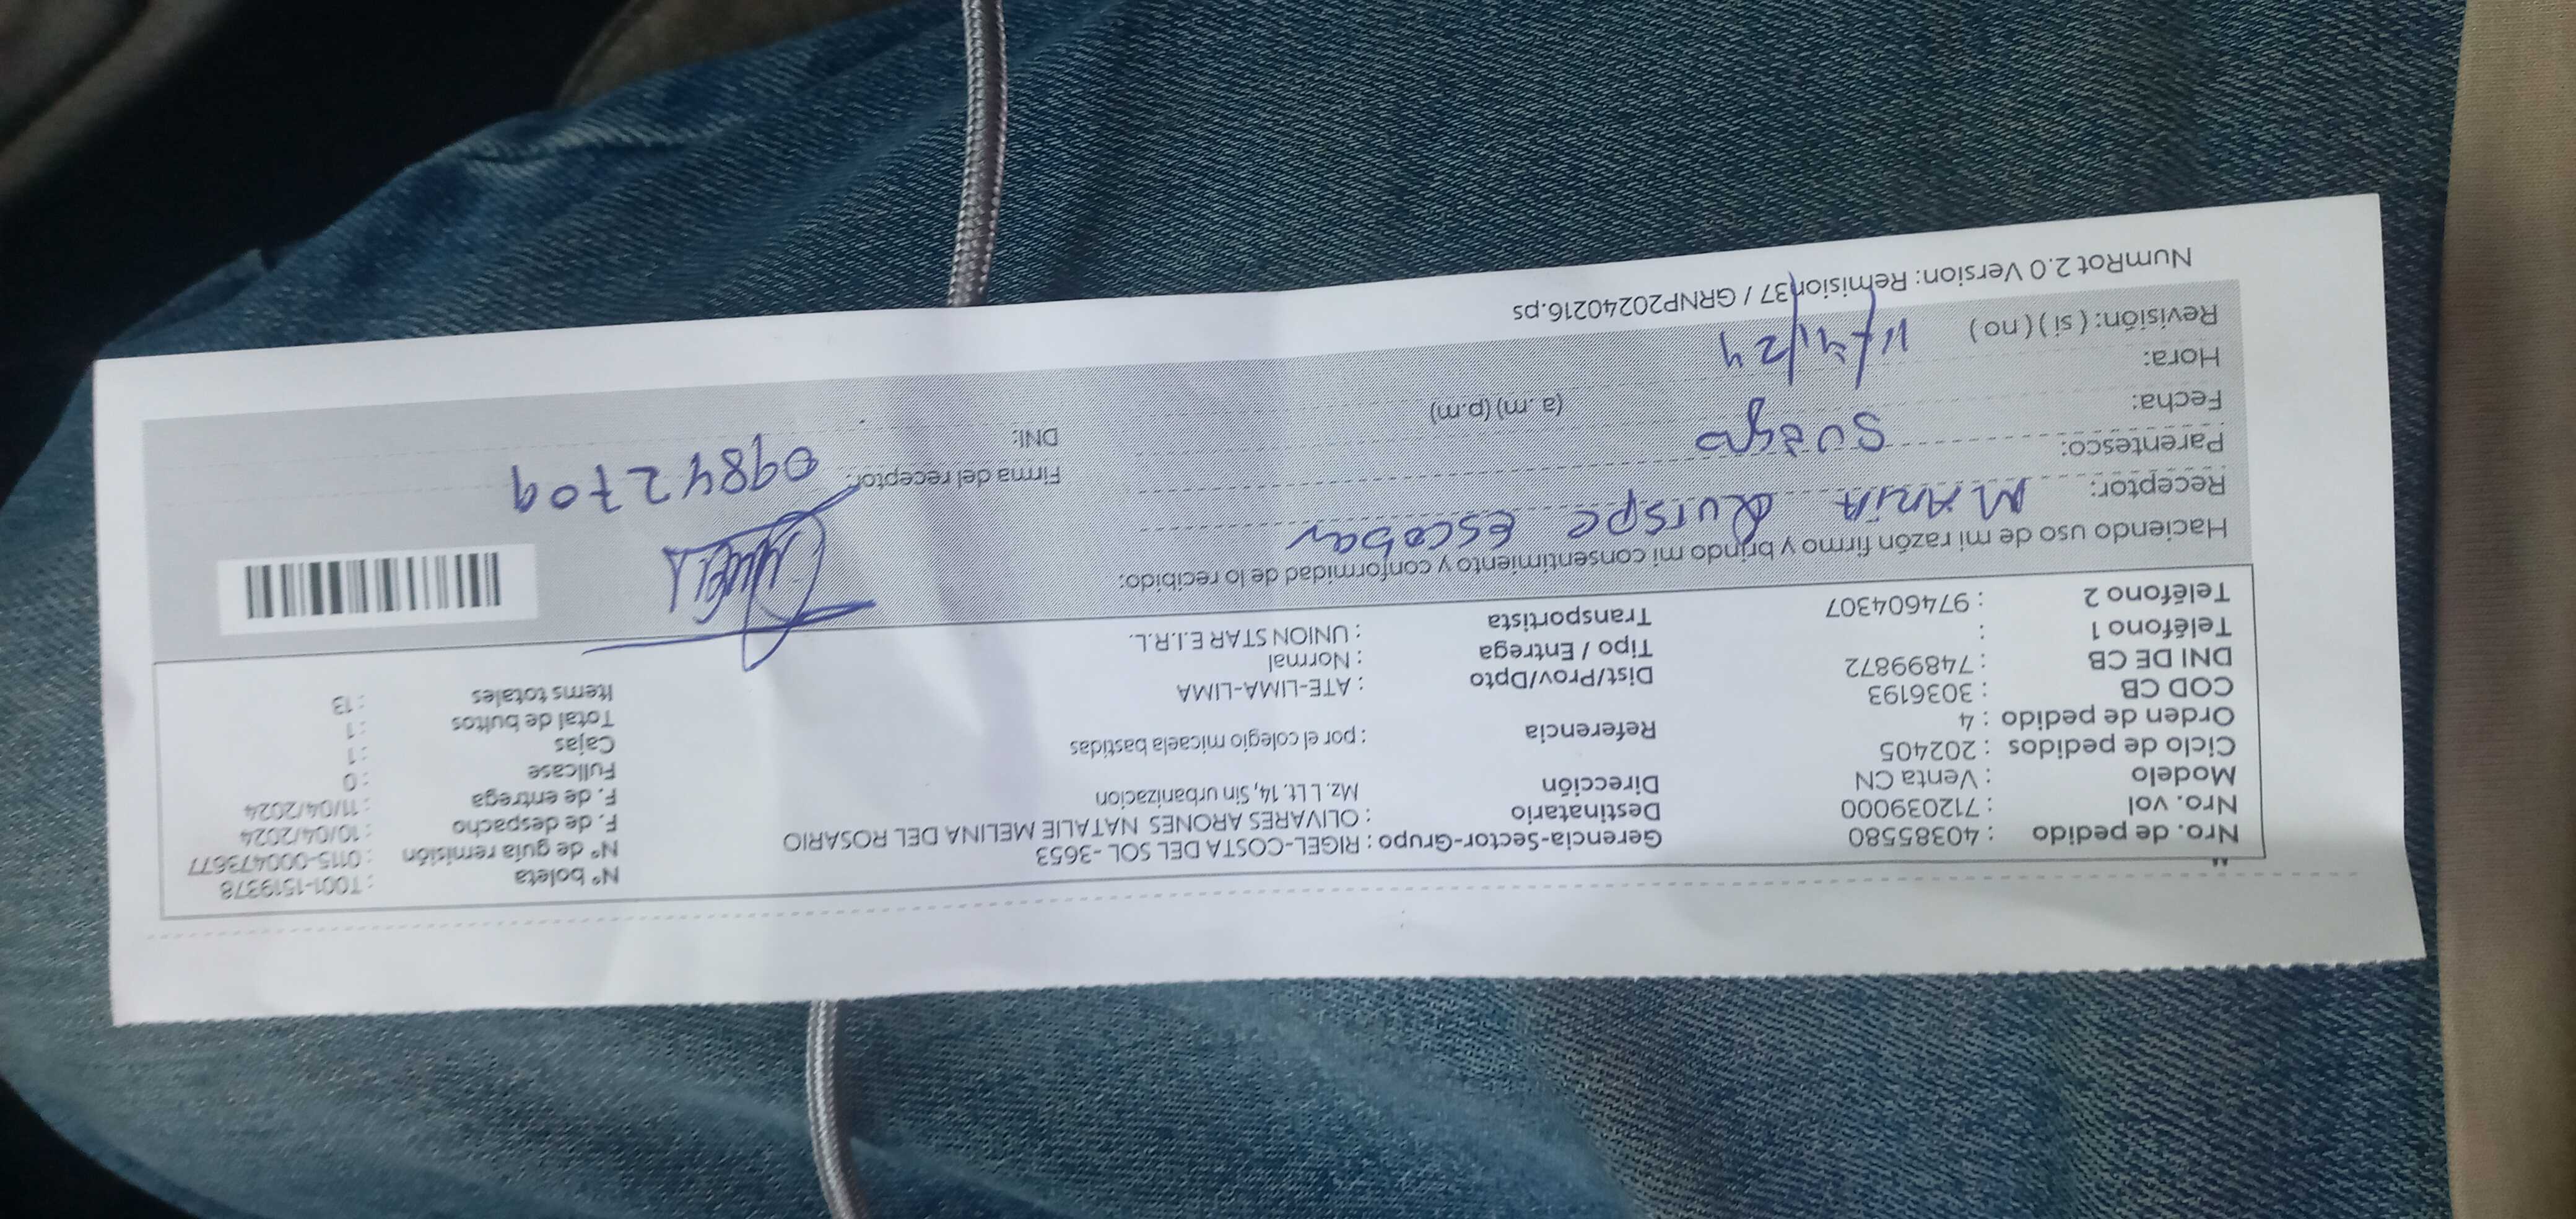 Nro. de pedido : 40385580
Nro. vol : 712039000
Modelo : Venta CN
Ciclo de pedidos : 202405
Orden de pedido : 4
COD CB : 3036193
DNI DE CB : 74899872
Teléfono 1 :
Teléfono 2 : 974604307
Gerencia-Sector-Grupo : RIGEL-COSTA DEL SOL -3653
Destinatario : OLIVARES ARONES NATALIE MELINA DEL ROSARIO
Dirección Mz. L Lt. 14, Sin urbanizacion
Referencia : por el colegio micaela bastidas
Dist/Prov/Dpto : ATE-LIMA-LIMA
Tipo / Entrega : Normal
Transportista : UNION STAR E.I.R.L.
N° boleta : T001-1519378
N° de guía remisión : 0115-000473677
F. de despacho : 10/04/2024
F. de entrega : 11/04/2024
Fullcase : 0
Cajas : 1
Total de bultos : 1
Items totales : 13
Haciendo uso de mi razón firmo y brindo mi consentimiento y conformidad de lo recibido:
Receptor: MARIA Quispe Escobar
Parentesco: Suegra
Fecha: 11/4/24
Hora: (a.m) (p.m)
Revisión: ( si ) ( no )
Firma del receptor:
DNI: 09842709
NumRot 2.0 Version: Remision37 / GRNP20240216.ps